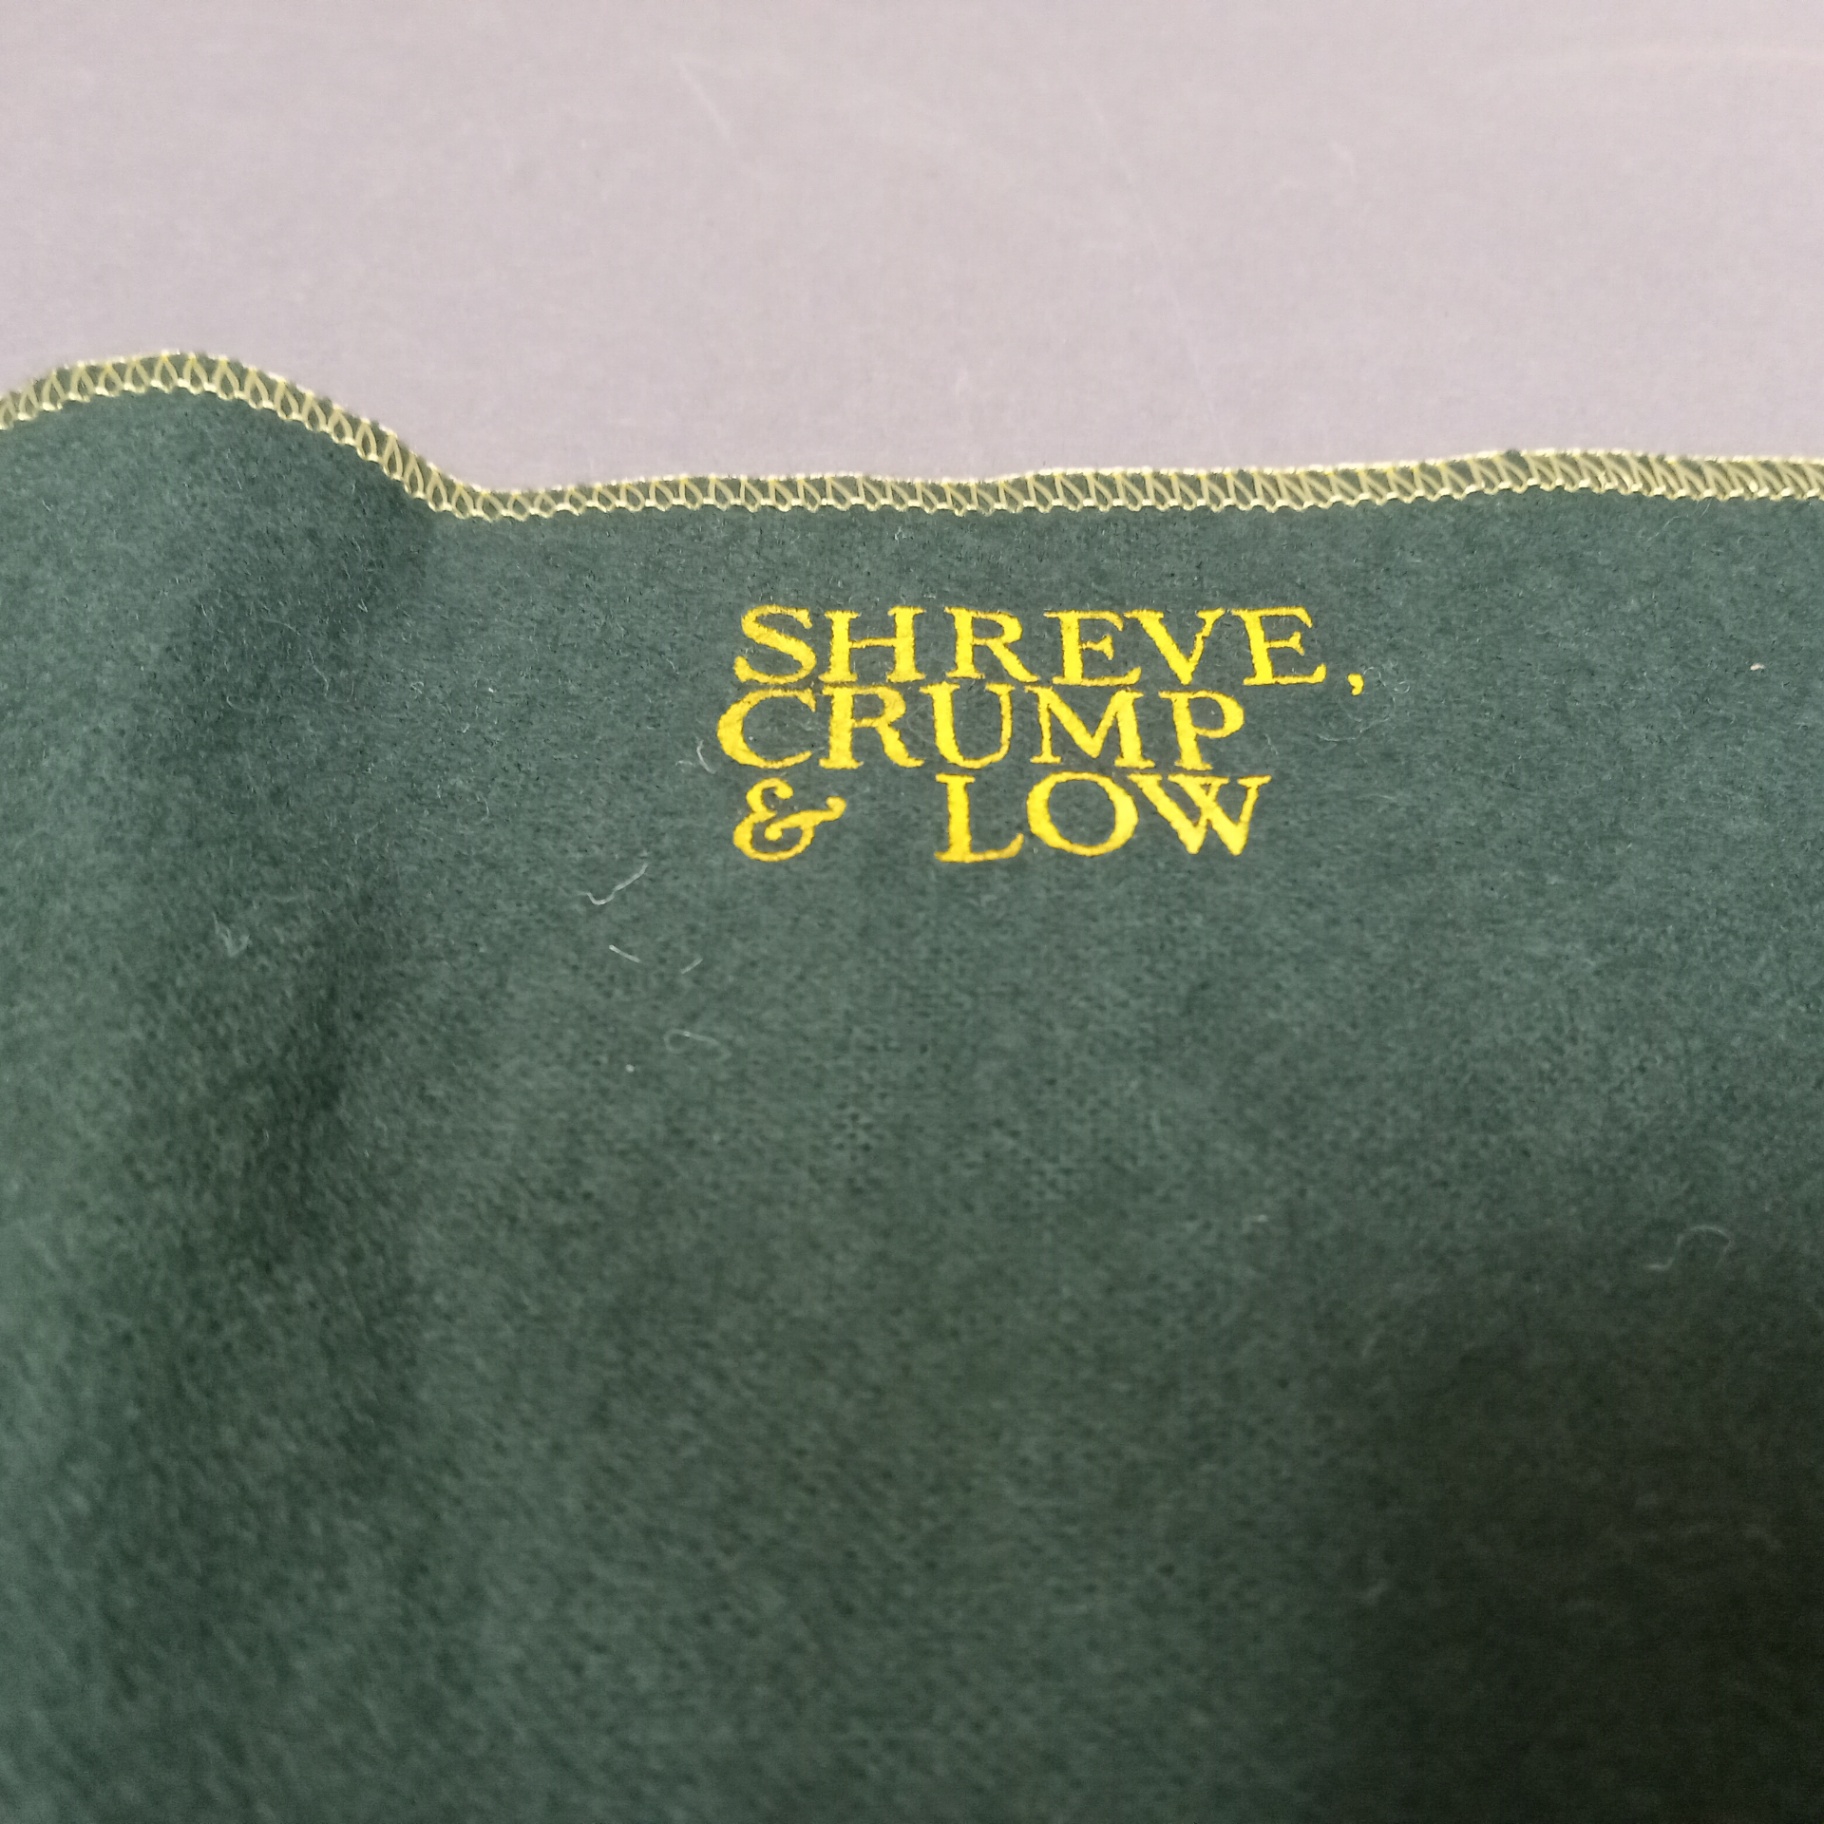 SHREVE,
CRUMP
& LOW